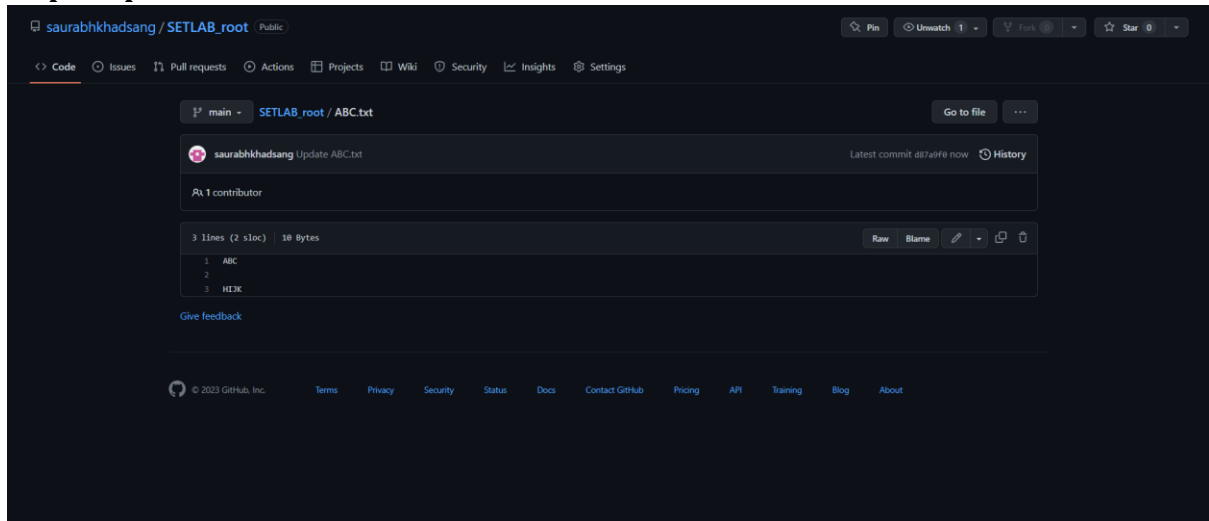 saurabhkhadsang / SETLAB_root Public
Pin Unwatch 1 Fork 0 Star 0
<> Code Issues Pull requests Actions Projects Wiki Security Insights Settings
main SETLAB_root / ABC.txt Go to file ...
saurabhkhadsang Update ABC.txt Latest commit d87a9f0 now History
1 contributor
3 lines (2 sloc) 10 Bytes Raw Blame
1 ABC
2
3 HIJK
Give feedback
© 2023 GitHub, Inc. Terms Privacy Security Status Docs Contact GitHub Pricing API Training Blog About